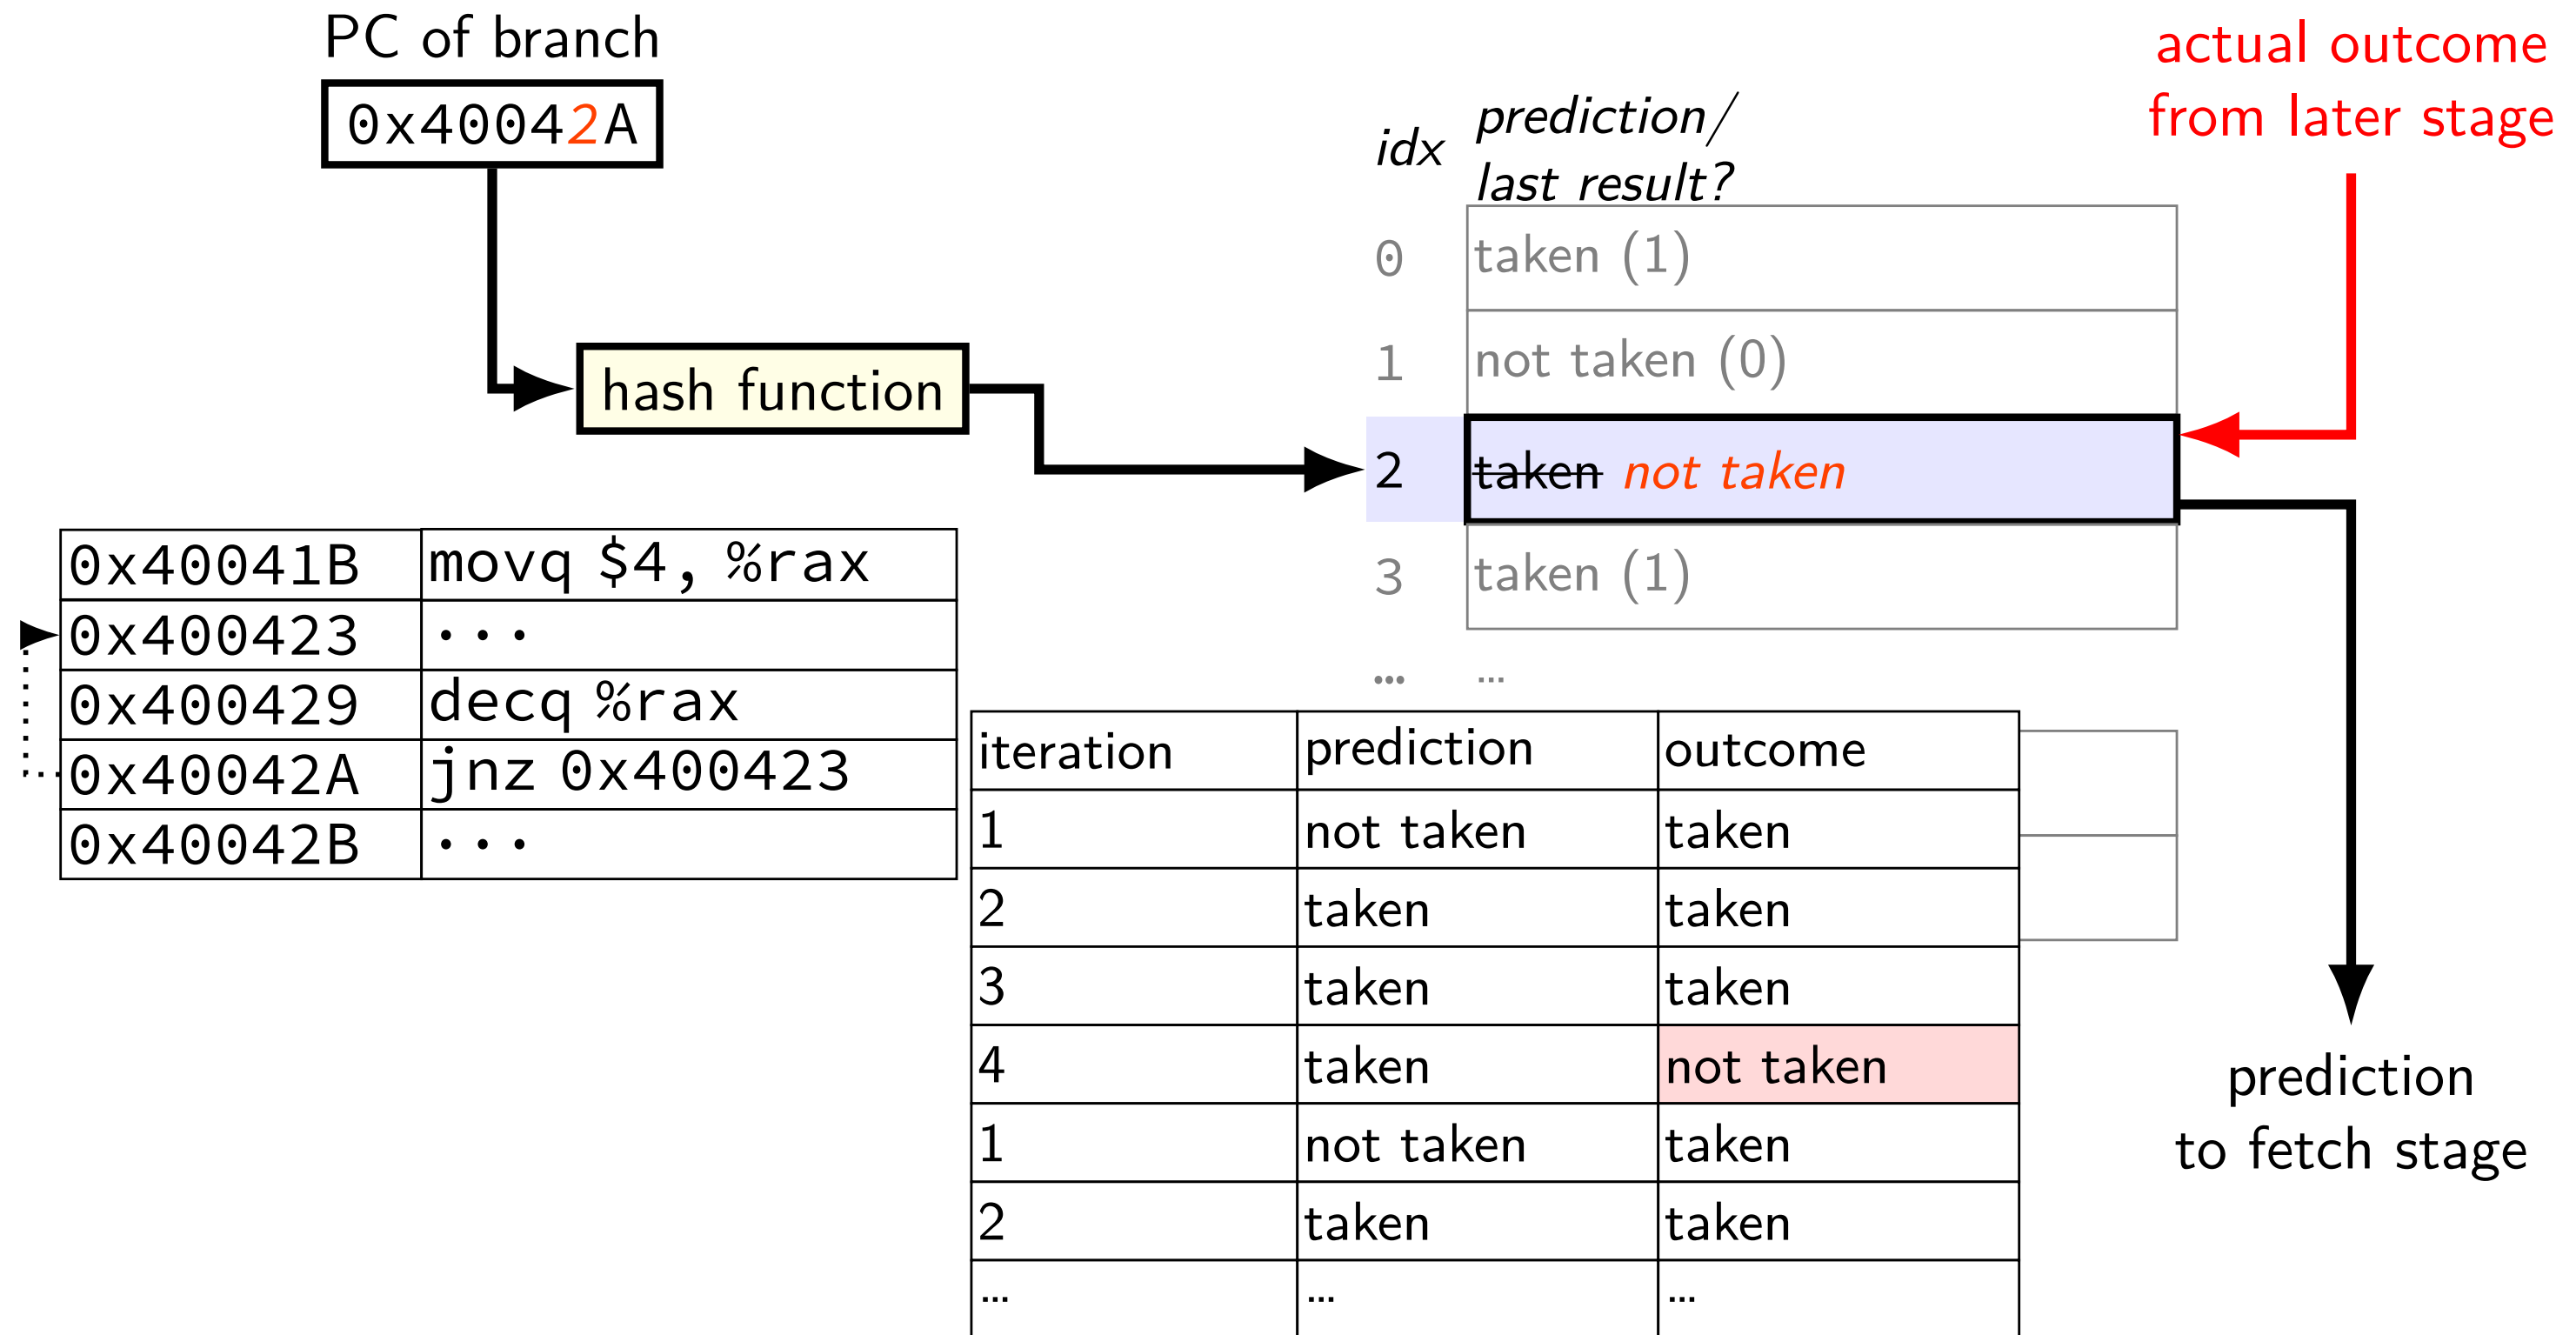 PC of branch
0x40042A
hash function
idx
prediction/
last result?
0 taken (1)
1 not taken (0)
2 taken not taken
3 taken (1)
… …
actual outcome
from later stage
prediction
to fetch stage
0x40041B movq $4, %rax
0x400423 ...
0x400429 decq %rax
0x40042A jnz 0x400423
0x40042B ...
iteration prediction outcome
1 not taken taken
2 taken taken
3 taken taken
4 taken not taken
1 not taken taken
2 taken taken
… … …